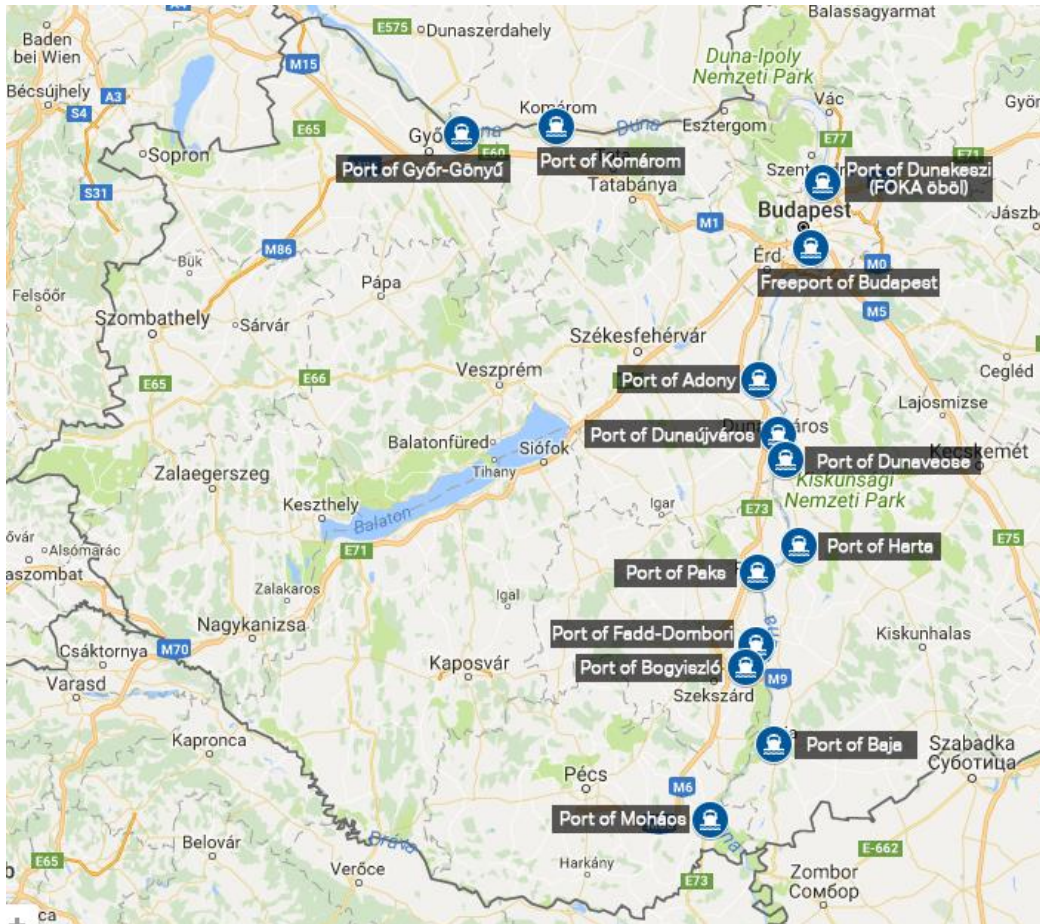 Baden
bei Wien
A4
E575
Dunaszerdahely
Balassagyarmat
M15
Duna-Ipoly
Nemzeti Park
Bécsújhely
A3
S4
E65
Komárom
Duna
Esztergom
Vác
Győ
E60
E77
E71
Sopron
Port of Győr-Gönyű
Port of Komárom
Tatabánya
Port of Dunakeszi
(FOKA öböl)
S31
Budapest
M1
M86
Bük
Érd
M0
Freeport of Budapest
Felsőőr
Pápa
M5
Szombathely
Sárvár
Székesfehérvár
Cegléd
E65
E66
Veszprém
Port of Adony
Lajosmizse
Balatonfüred
Siófok
Port of Dunaújváros
Tihany
Kecskemét
Port of Dunaveose
Zalaegerszeg
Kiskunsági
Nemzeti Park
Keszthely
Balaton
Igar
E73
E75
Alsómarác
E71
Port of Harta
Port of Paks
Zalakaros
Igal
Nagykanizsa
Port of Fadd-Dombori
Kiskunhalas
M70
Csáktornya
Kaposvár
Port of Bogyiszló
M9
Varasd
Szekszárd
Kapronca
Port of Baja
Szabadka
Суботица
Pécs
M6
Port of Moháos
Dráva
Belovár
E-662
E65
Verőce
Harkány
E73
Zombor
Сомбор